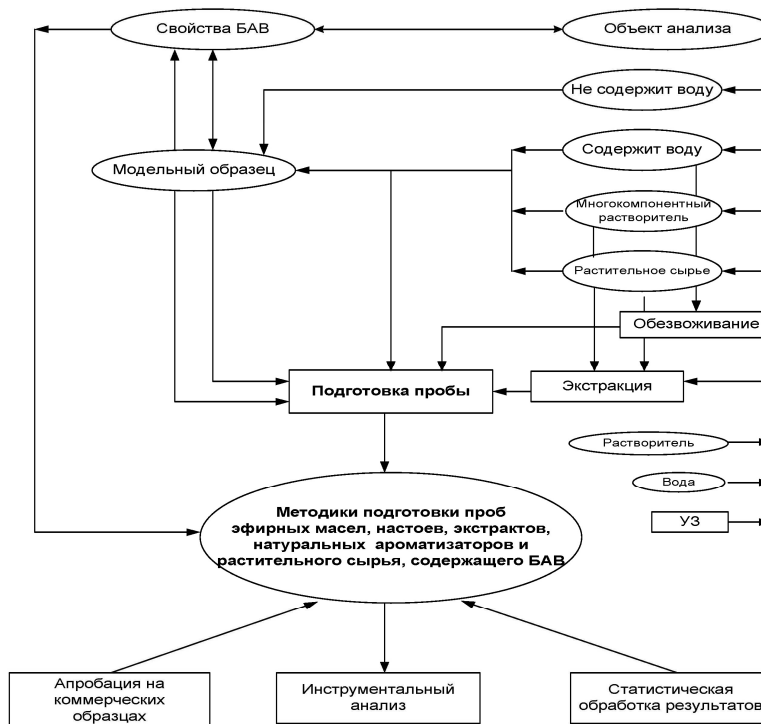 Свойства БАВ
Объект анализа
Не содержит воду
Содержит воду
Модельный образец
Многокомпонентный
растворитель
Растительное сырье
Обезвоживание
Подготовка пробы
Экстракция
Растворитель
Вода
УЗ
Методики подготовки проб
эфирных масел, настоев, экстрактов,
натуральных ароматизаторов и
растительного сырья, содержащего БАВ
Апробация на
коммерческих
образцах
Инструментальный
анализ
Статистическая
обработка результатов